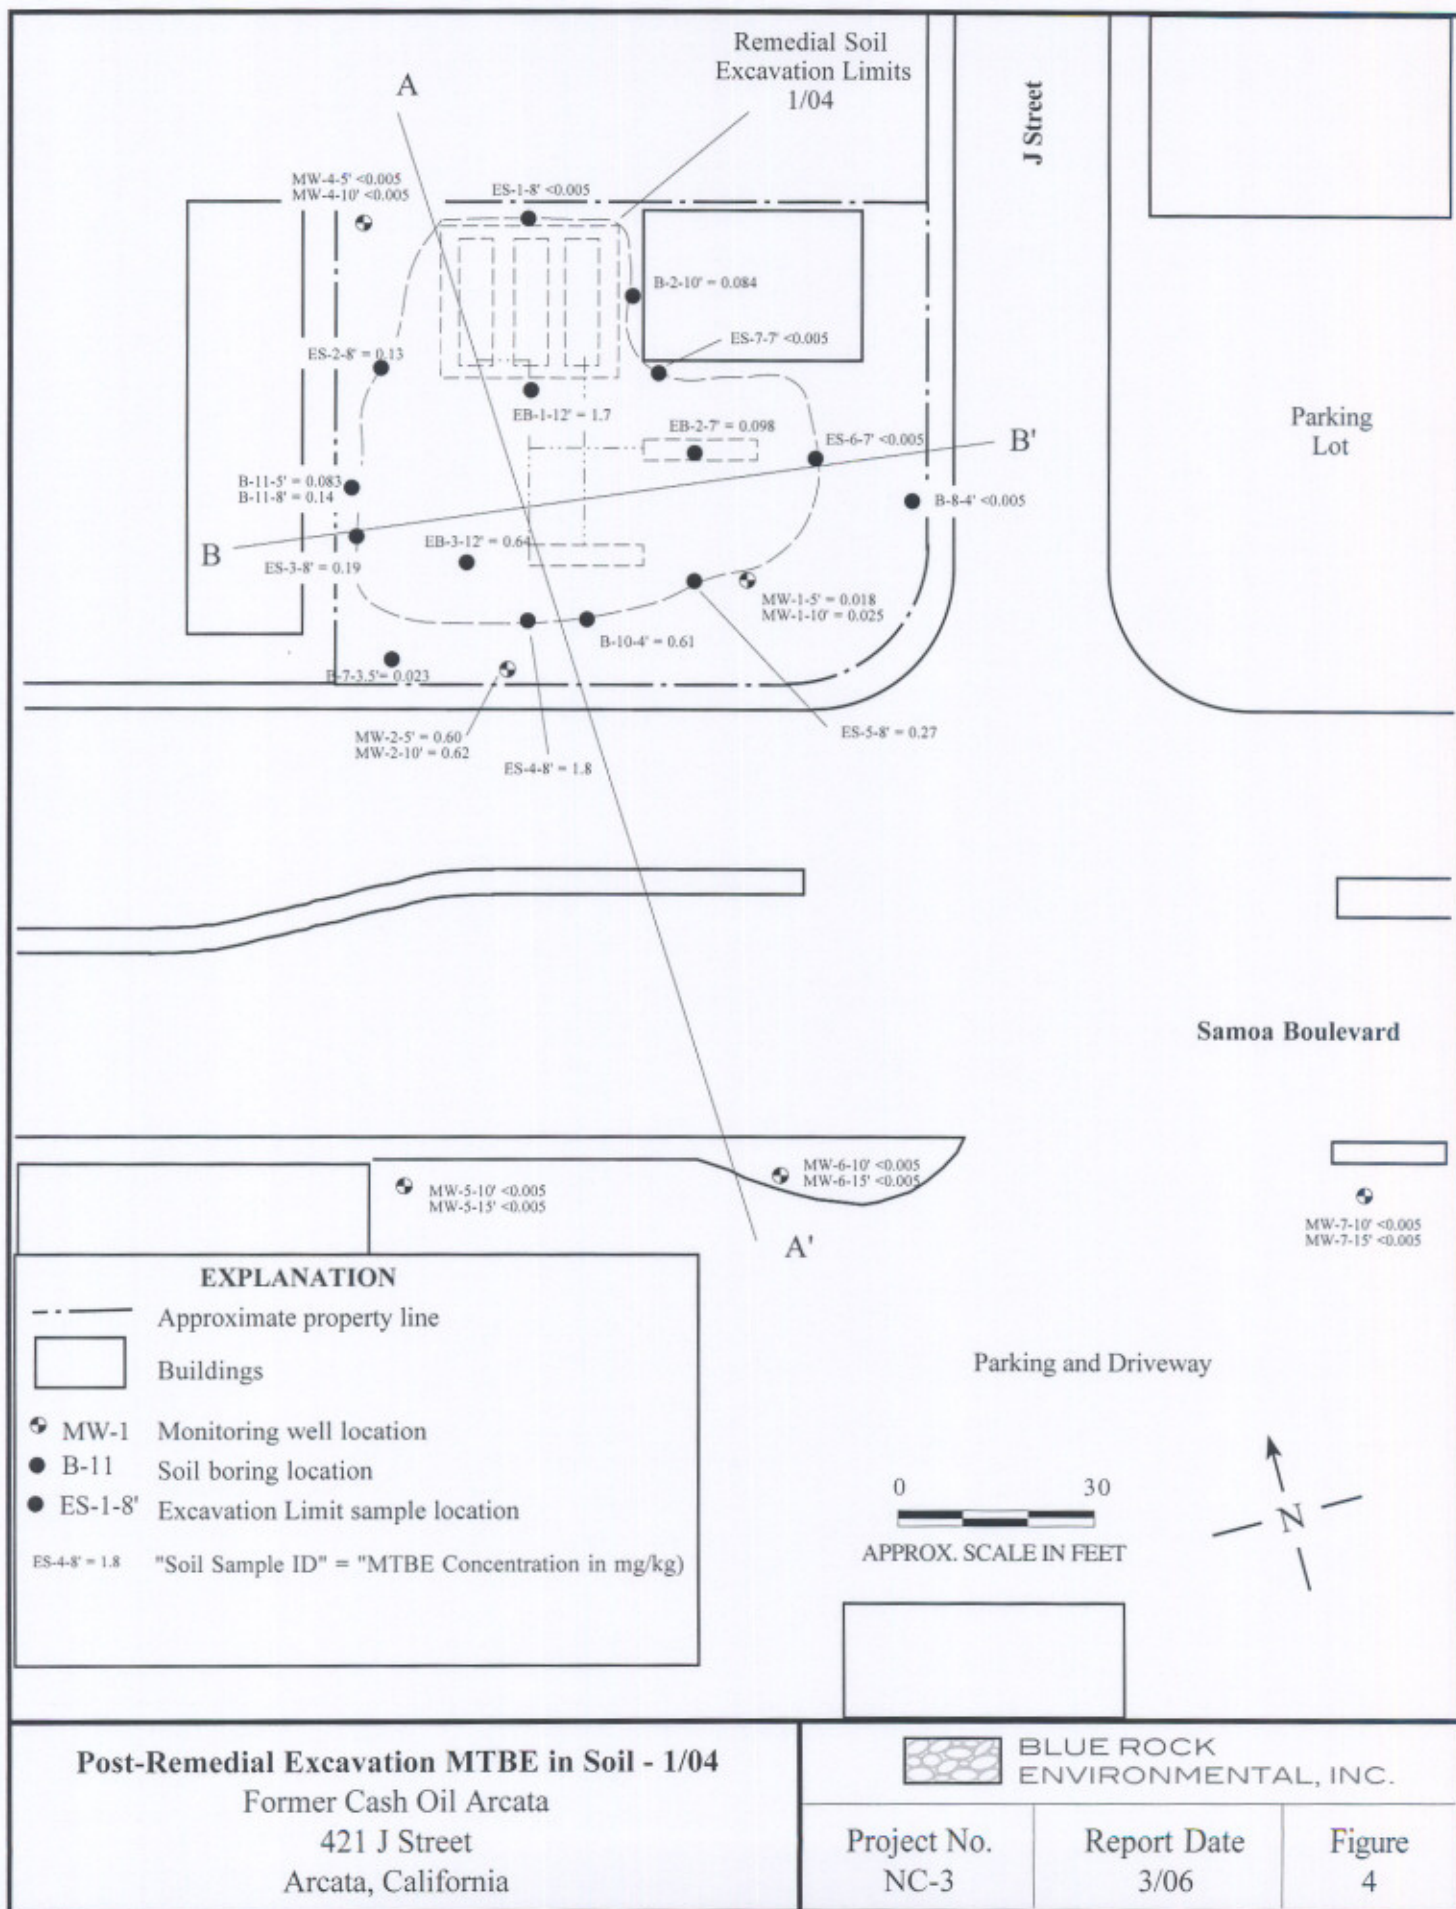 Remedial Soil
Excavation Limits
1/04
A
J Street
MW-4-5' <0.005
MW-4-10' <0.005
ES-1-8' <0.005
B-2-10' = 0.084
ES-7-7' <0.005
ES-2-8' = 0.13
EB-1-12' = 1.7
EB-2-7' = 0.098
ES-6-7' <0.005
B'
Parking
Lot
B-11-5' = 0.083
B-11-8' = 0.14
B-8-4' <0.005
B
EB-3-12' = 0.64
ES-3-8' = 0.19
MW-1-5' = 0.018
MW-1-10' = 0.025
B-10-4' = 0.61
B-7-3.5'= 0.023
MW-2-5' = 0.60
MW-2-10' = 0.62
ES-5-8' = 0.27
ES-4-8' = 1.8
Samoa Boulevard
MW-6-10' <0.005
MW-6-15' <0.005
MW-5-10' <0.005
MW-5-15' <0.005
MW-7-10' <0.005
MW-7-15' <0.005
A'
EXPLANATION
Approximate property line
Buildings
MW-1 Monitoring well location
B-11 Soil boring location
ES-1-8' Excavation Limit sample location
ES-4-8' = 1.8 "Soil Sample ID" = "MTBE Concentration in mg/kg)
Parking and Driveway
0 30
APPROX. SCALE IN FEET
N
Post-Remedial Excavation MTBE in Soil - 1/04
Former Cash Oil Arcata
421 J Street
Arcata, California
BLUE ROCK
ENVIRONMENTAL, INC.
Project No.
NC-3
Report Date
3/06
Figure
4